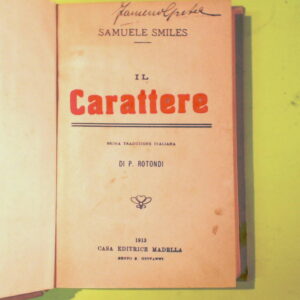 SAMUELE SMILES
IL
Carattere
PRIMA TRADUZIONE ITALIANA
DI P. ROTONDI
1913
CASA EDITRICE MADELLA
SESTO S. GIOVANNI